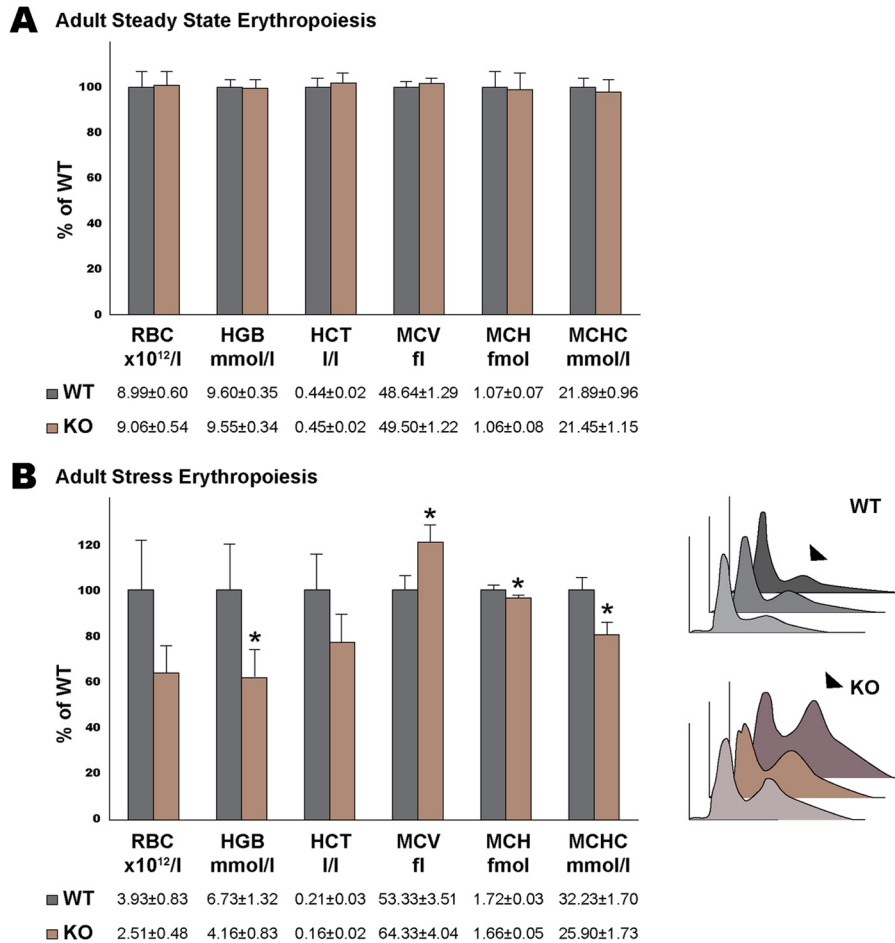 A Adult Steady State Erythropoiesis
% of WT
100
80
60
40
20
0
RBC HGB HCT MCV MCH MCHC
x10¹²/l mmol/l l/l fl fmol mmol/l
WT 8.99±0.60 9.60±0.35 0.44±0.02 48.64±1.29 1.07±0.07 21.89±0.96
KO 9.06±0.54 9.55±0.34 0.45±0.02 49.50±1.22 1.06±0.08 21.45±1.15
B Adult Stress Erythropoiesis
% of WT
120
100
80
60
40
20
0
* * * *
WT
KO
RBC HGB HCT MCV MCH MCHC
x10¹²/l mmol/l l/l fl fmol mmol/l
WT 3.93±0.83 6.73±1.32 0.21±0.03 53.33±3.51 1.72±0.03 32.23±1.70
KO 2.51±0.48 4.16±0.83 0.16±0.02 64.33±4.04 1.66±0.05 25.90±1.73